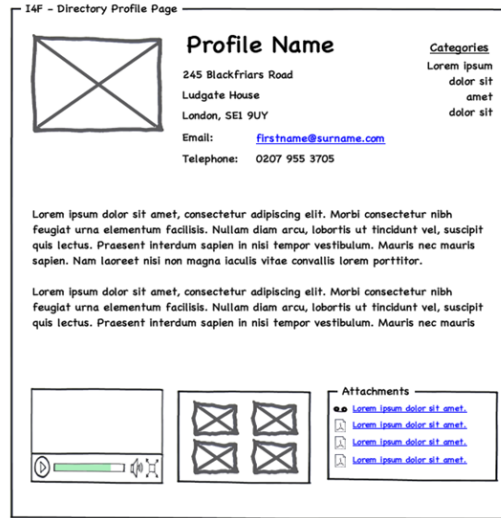 I4F - Directory Profile Page
Profile Name
245 Blackfriars Road
Ludgate House
London, SE1 9UY
Email: firstname@surname.com
Telephone: 0207 955 3705
Categories
Lorem ipsum
dolor sit
amet
dolor sit
Lorem ipsum dolor sit amet, consectetur adipiscing elit. Morbi consectetur nibh
feugiat urna elementum facilisis. Nullam diam arcu, lobortis ut tincidunt vel, suscipit
quis lectus. Praesent interdum sapien in nisi tempor vestibulum. Mauris nec mauris
sapien. Nam laoreet nisi non magna iaculis vitae convallis lorem porttitor.
Lorem ipsum dolor sit amet, consectetur adipiscing elit. Morbi consectetur nibh
feugiat urna elementum facilisis. Nullam diam arcu, lobortis ut tincidunt vel, suscipit
quis lectus. Praesent interdum sapien in nisi tempor vestibulum. Mauris nec mauris
Attachments
Lorem ipsum dolor sit amet.
Lorem ipsum dolor sit amet.
Lorem ipsum dolor sit amet.
Lorem ipsum dolor sit amet.